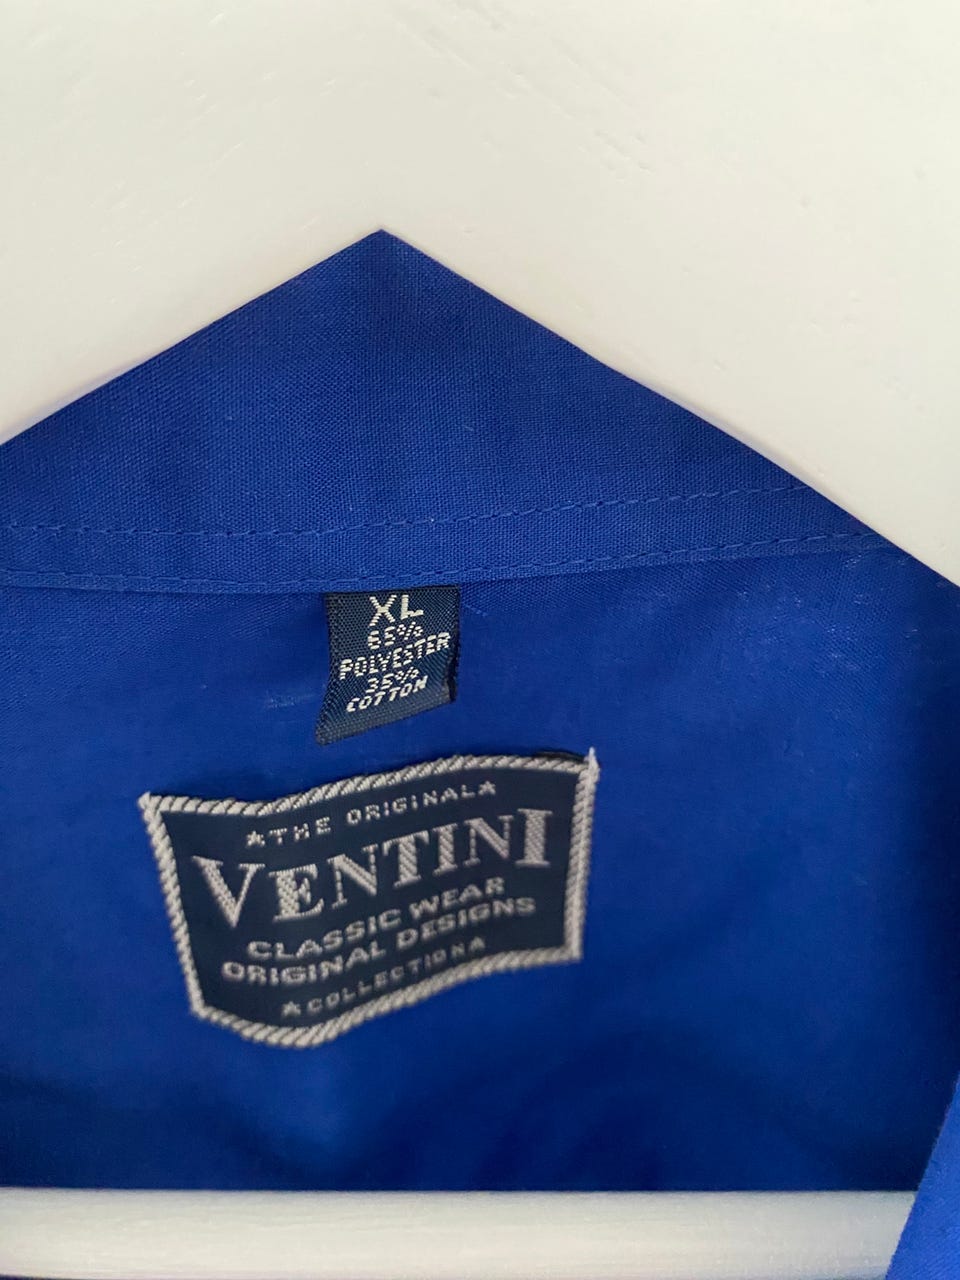 XL
65%
POLYESTER
35%
COTTON
★THE ORIGINAL★
VENTINI
CLASSIC WEAR
ORIGINAL DESIGNS
★COLLECTION★